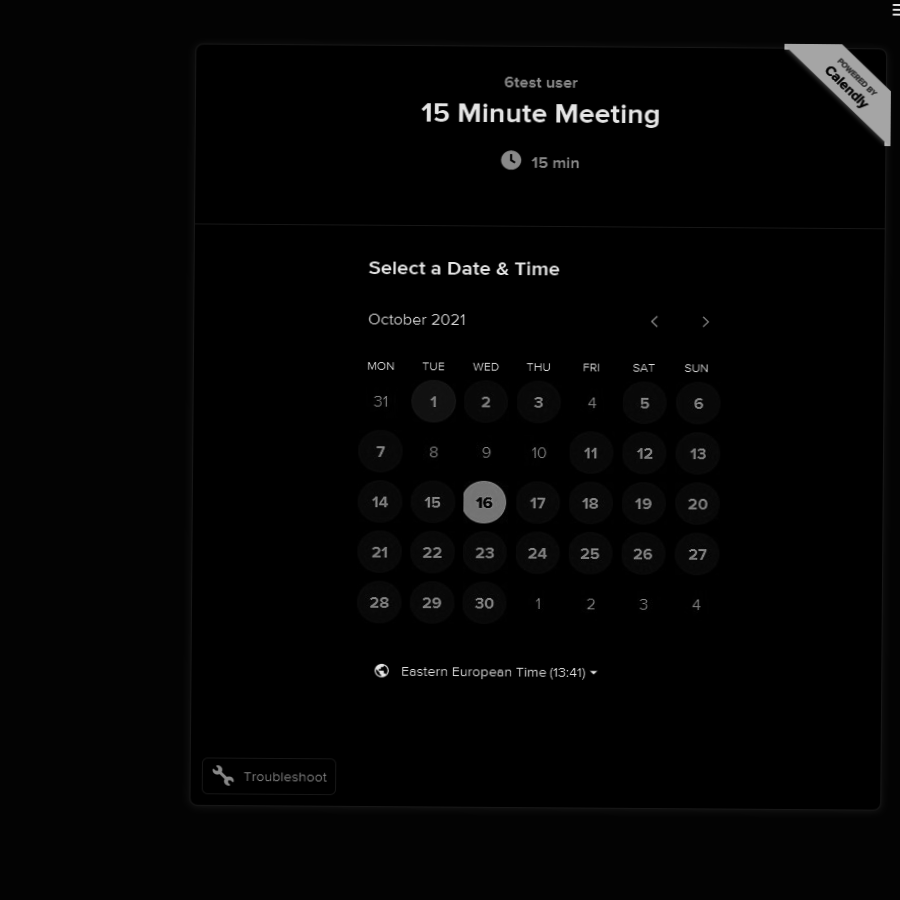 POWERED BY
Calendly
6test user
15 Minute Meeting
15 min
Select a Date & Time
October 2021
MON TUE WED THU FRI SAT SUN
31 1 2 3 4 5 6
7 8 9 10 11 12 13
14 15 16 17 18 19 20
21 22 23 24 25 26 27
28 29 30 1 2 3 4
Eastern European Time (13:41)
Troubleshoot